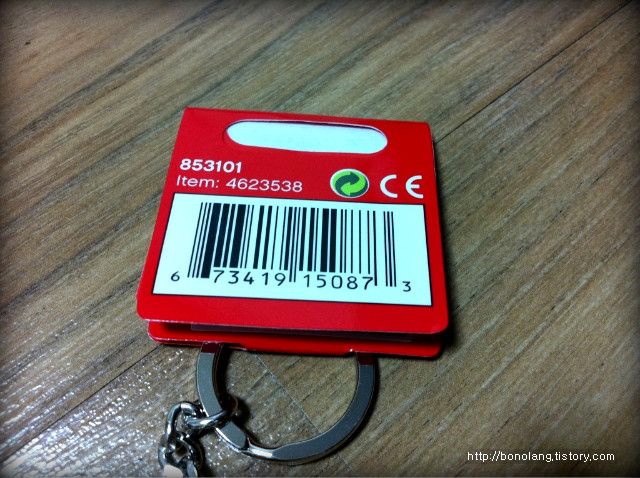 853101
Item: 4623538
CE
6 73419 15087 3
http://bonolang.tistory.com